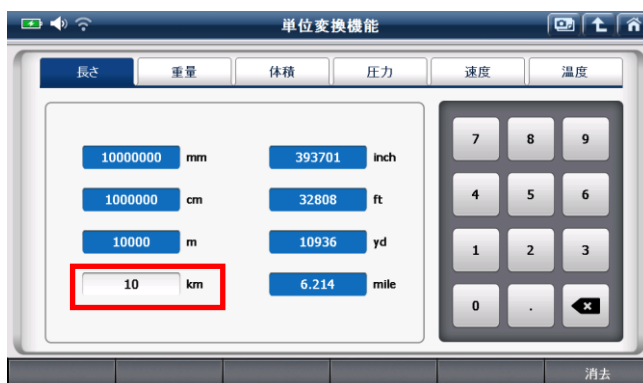 単位変換機能
長さ 重量 体積 圧力 速度 温度
10000000 mm 393701 inch
1000000 cm 32808 ft
10000 m 10936 yd
10 km 6.214 mile
7 8 9
4 5 6
1 2 3
0 .
消去